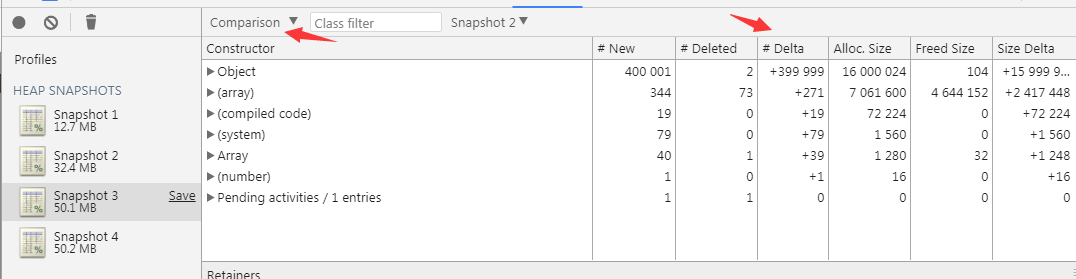 Comparison ▼ Class filter Snapshot 2 ▼
Profiles
HEAP SNAPSHOTS
Snapshot 1
12.7 MB
Snapshot 2
32.4 MB
Snapshot 3 Save
50.1 MB
Snapshot 4
50.2 MB
Constructor # New # Deleted # Delta Alloc. Size Freed Size Size Delta
▶ Object 400 001 2 +399 999 16 000 024 104 +15 999 9...
▶ (array) 344 73 +271 7 061 600 4 644 152 +2 417 448
▶ (compiled code) 19 0 +19 72 224 0 +72 224
▶ (system) 79 0 +79 1 560 0 +1 560
▶ Array 40 1 +39 1 280 32 +1 248
▶ (number) 1 0 +1 16 0 +16
▶ Pending activities / 1 entries 1 1 0 0 0 0
Retainers